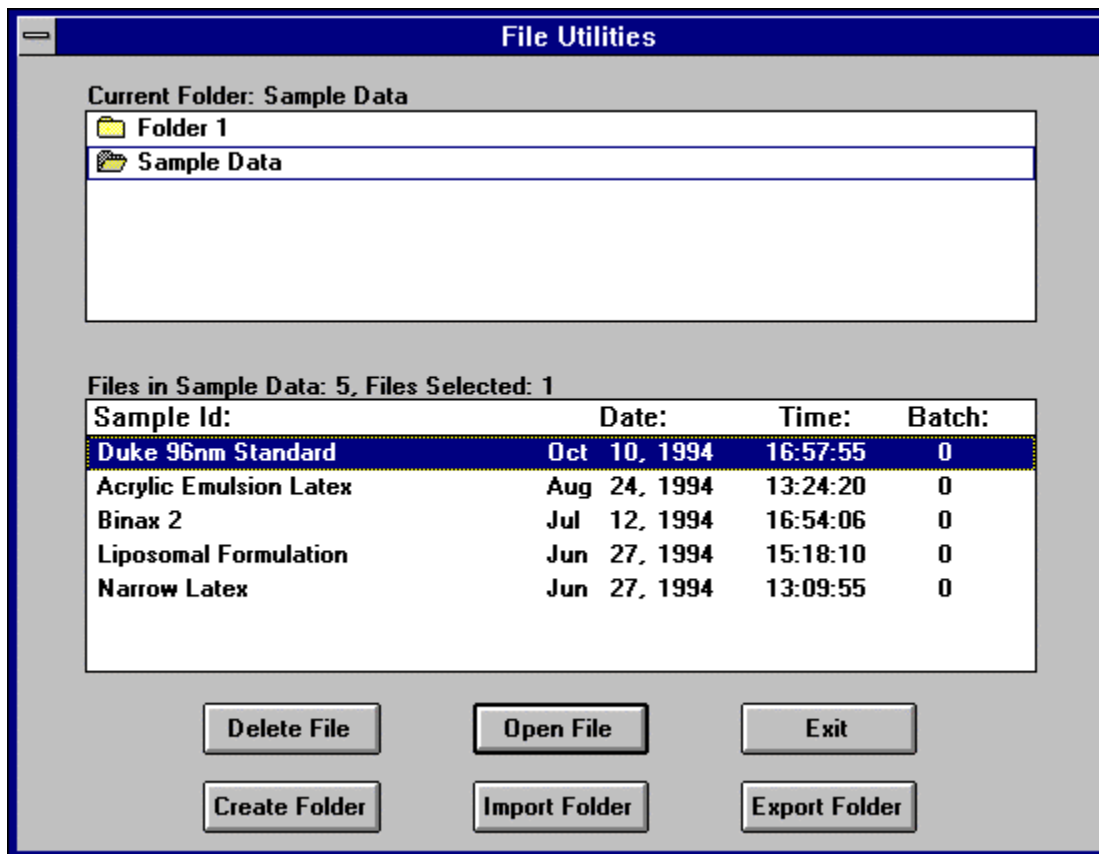 File Utilities
Current Folder: Sample Data
Folder 1
Sample Data
Files in Sample Data: 5, Files Selected: 1
Sample Id: Date: Time: Batch:
Duke 96nm Standard Oct 10, 1994 16:57:55 0
Acrylic Emulsion Latex Aug 24, 1994 13:24:20 0
Binax 2 Jul 12, 1994 16:54:06 0
Liposomal Formulation Jun 27, 1994 15:18:10 0
Narrow Latex Jun 27, 1994 13:09:55 0
Delete File Open File Exit
Create Folder Import Folder Export Folder